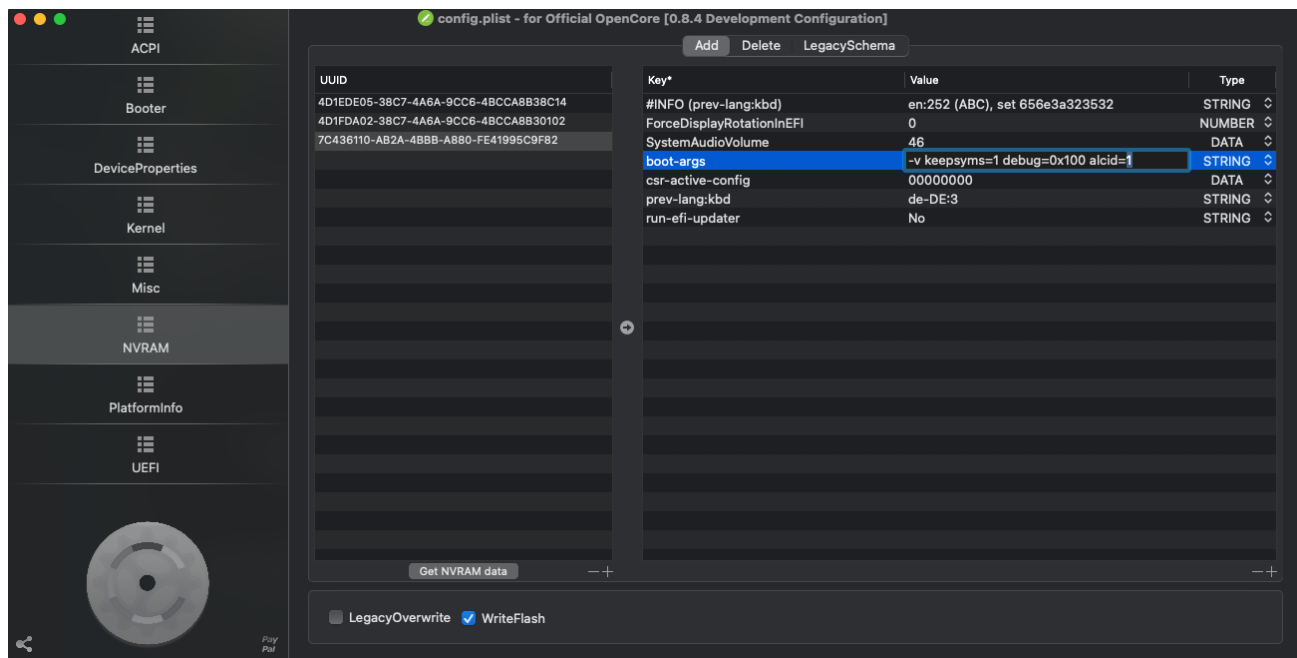 config.plist - for Official OpenCore [0.8.4 Development Configuration]
ACPI
Booter
DeviceProperties
Kernel
Misc
NVRAM
PlatformInfo
UEFI
Pay
Pal
Add Delete LegacySchema
UUID
4D1EDE05-38C7-4A6A-9CC6-4BCCA8B38C14
4D1FDA02-38C7-4A6A-9CC6-4BCCA8B30102
7C436110-AB2A-4BBB-A880-FE41995C9F82
Get NVRAM data
Key* Value Type
#INFO (prev-lang:kbd) en:252 (ABC), set 656e3a323532 STRING
ForceDisplayRotationInEFI 0 NUMBER
SystemAudioVolume 46 DATA
boot-args -v keepsyms=1 debug=0x100 alcid=1 STRING
csr-active-config 00000000 DATA
prev-lang:kbd de-DE:3 STRING
run-efi-updater No STRING
LegacyOverwrite WriteFlash